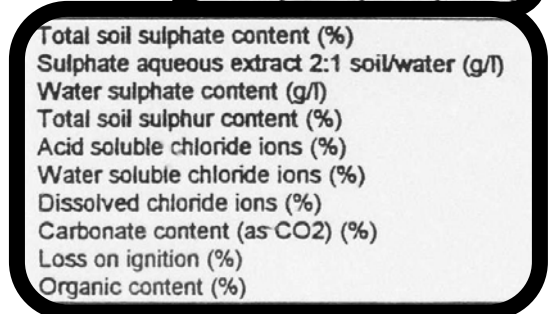 Total soil sulphate content (%)
Sulphate aqueous extract 2:1 soil/water (g/l)
Water sulphate content (g/l)
Total soil sulphur content (%)
Acid soluble chloride ions (%)
Water soluble chloride ions (%)
Dissolved chloride ions (%)
Carbonate content (as CO2) (%)
Loss on ignition (%)
Organic content (%)